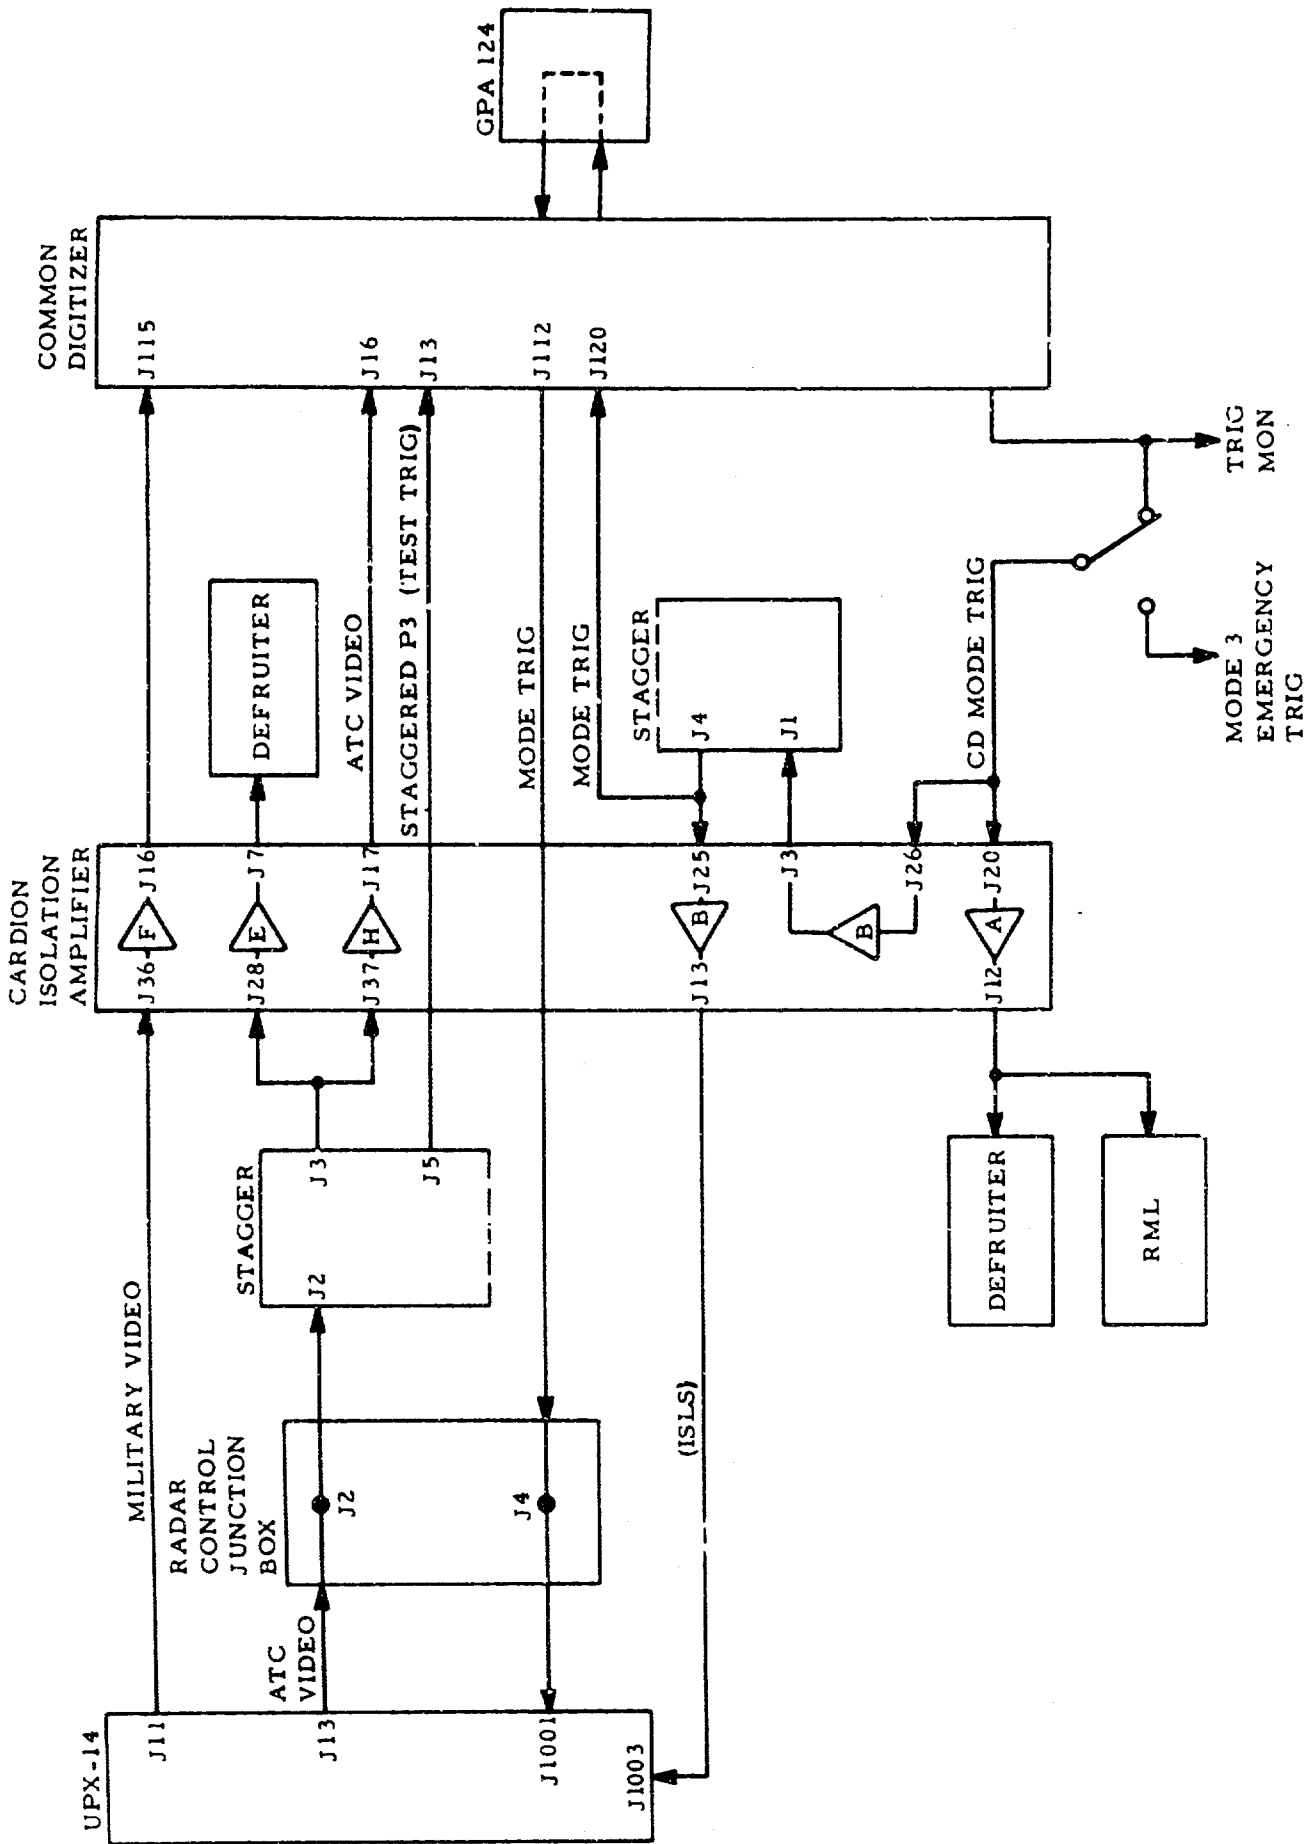 UPX-14
J11
J13
J1001
J1003
MILITARY VIDEO
ATC
VIDEO
RADAR
CONTROL
JUNCTION
BOX
J2
J4
(ISLS)
STAGGER
J2
J3
J5
DEFRUITER
RML
CARDION
ISOLATION
AMPLIFIER
J36 F J16
J28 E J7
J37 H J17
J13 B J25
J3
B
J26
J12 A J20
DEFRUITER
ATC VIDEO
STAGGERED P3 (TEST TRIG)
MODE TRIG
MODE TRIG
STAGGER
J4
J1
CD MODE TRIG
MODE 3
EMERGENCY
TRIG
TRIG
MON
COMMON
DIGITIZER
J115
J16
J13
J112
J120
GPA 124